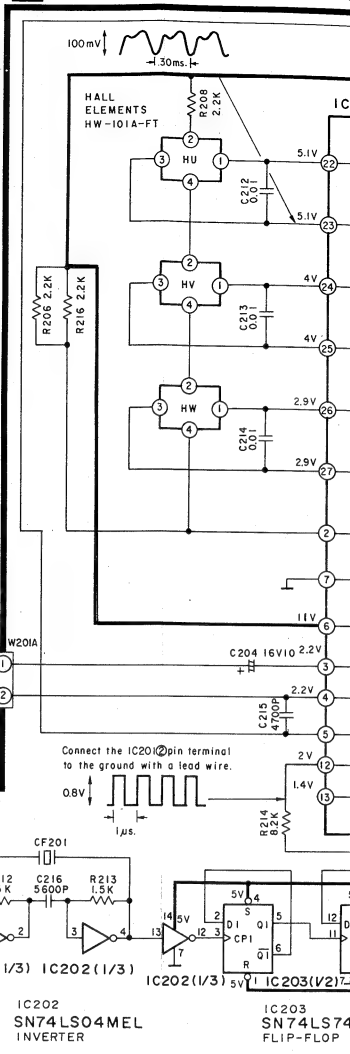 100mV
.30ms.
HALL
ELEMENTS
HW-101A-FT
R208
2.2K
IC
2
3 HU 1
4
C212
0.01
5.1V
22
5.1V
23
2
3 HV 1
4
C213
0.01
4V
24
4V
25
R206 2.2K
R216 2.2K
2
3 HW 1
4
C214
0.01
2.9V
26
2.9V
27
2
7
11V
6
W201A
1
C204 16V10 2.2V
+
3
2
2.2V
4
C215
4700P
5
Connect the IC201②pin terminal
to the ground with a lead wire.
2V
12
0.8V
1.4V
13
1µs.
R214
8.2K
CF201
12
K
C216
5600P
R213
1.5K
2
3 4
13
14 5V
12
7
5V 4
S
2
D1 Q1
5
3
CP1
Q1
6
R
5V 1
12
D
11
1/3) IC202(1/3)
IC202(1/3)
IC203(1/2)
7
IC202
SN74LS04MEL
INVERTER
IC203
SN74LS74
FLIP-FLOP